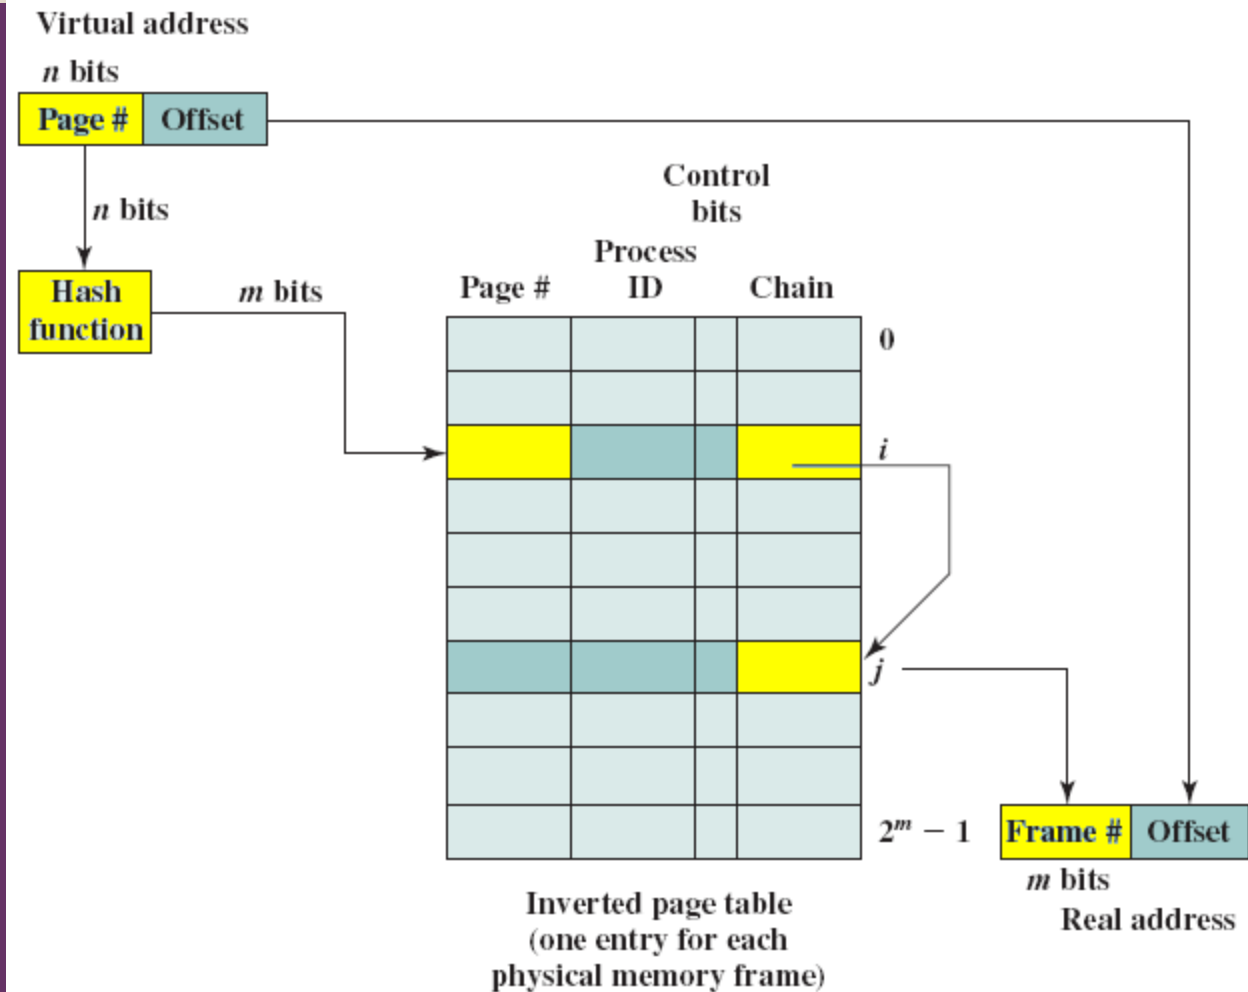 Virtual address
n bits
Page # Offset
n bits
Control
bits
Process
Page # ID Chain
Hash
function
m bits
0
i
j
2^m − 1
Frame # Offset
m bits
Real address
Inverted page table
(one entry for each
physical memory frame)